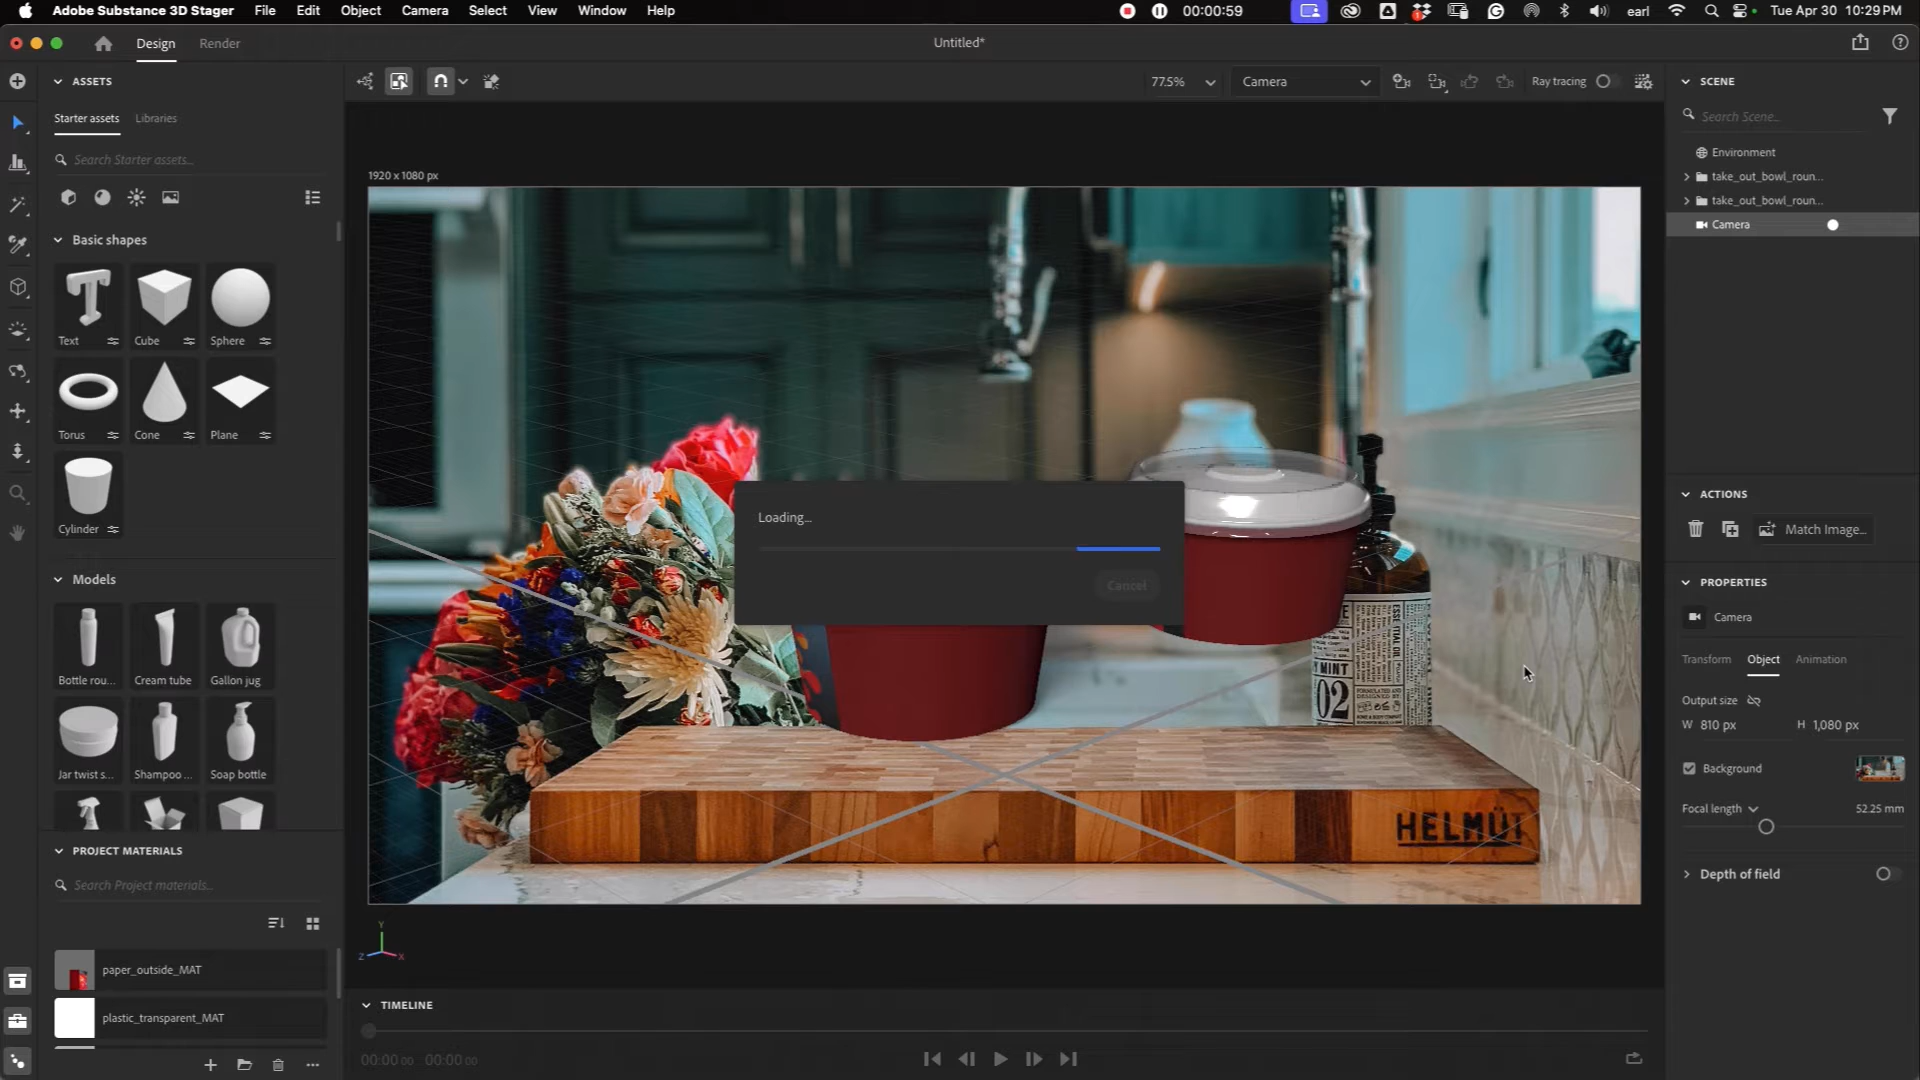 Adobe Substance 3D Stager File Edit Object Camera Select View Window Help
00:00:59
earl
Tue Apr 30 10:29 PM
Design Render
Untitled*
ASSETS
Starter assets Libraries
Search Starter assets...
Basic shapes
Text Cube Sphere
Torus Cone Plane
Cylinder
Models
Bottle rou... Cream tube Gallon jug
Jar twist s... Shampoo ... Soap bottle
PROJECT MATERIALS
Search Project materials...
paper_outside_MAT
plastic_transparent_MAT
77.5%
Camera
Ray tracing
1920 x 1080 px
Loading...
Cancel
ESSENTIAL OIL
MINT
02
HELMÜT
Y
Z
X
TIMELINE
00:00 00 00:00 00
SCENE
Search Scene...
Environment
take_out_bowl_roun...
take_out_bowl_roun...
Camera
ACTIONS
Match Image...
PROPERTIES
Camera
Transform Object Animation
Output size
W 810 px H 1,080 px
Background
Focal length 52.25 mm
Depth of field